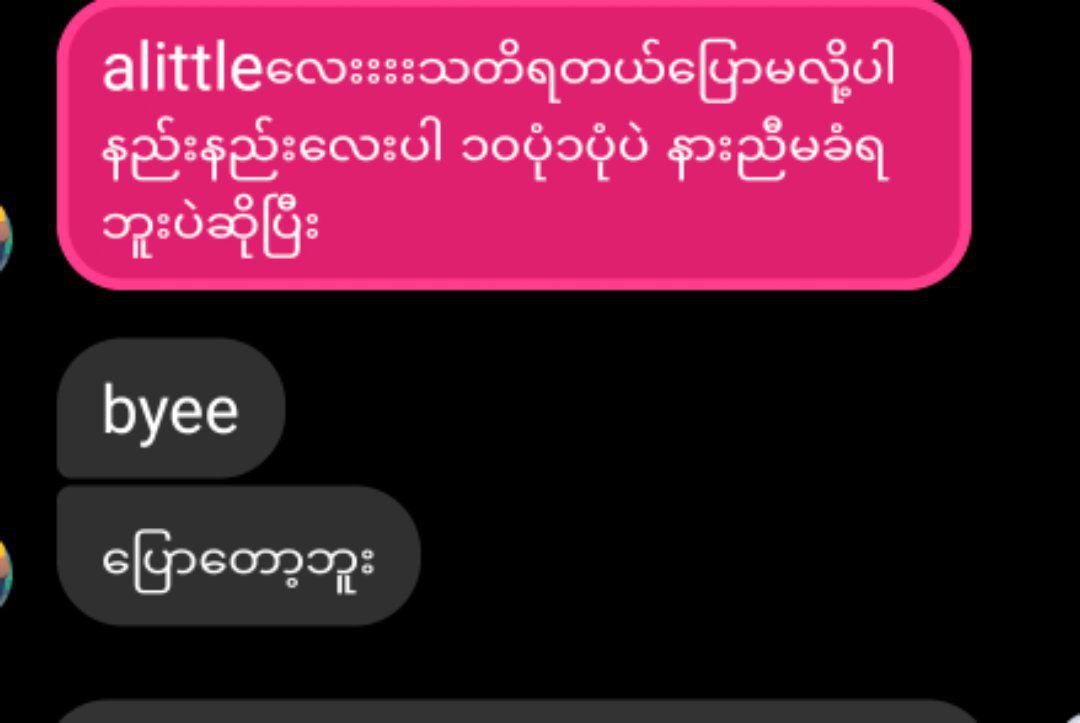 alittleလေးးးးသတိရတယ်ပြောမလို့ပါ
နည်းနည်းလေးပါ ၁၀ပုံ၁ပုံပဲ နားညီမခံရ
ဘူးပဲဆိုပြီး
byee
ပြောတော့ဘူး